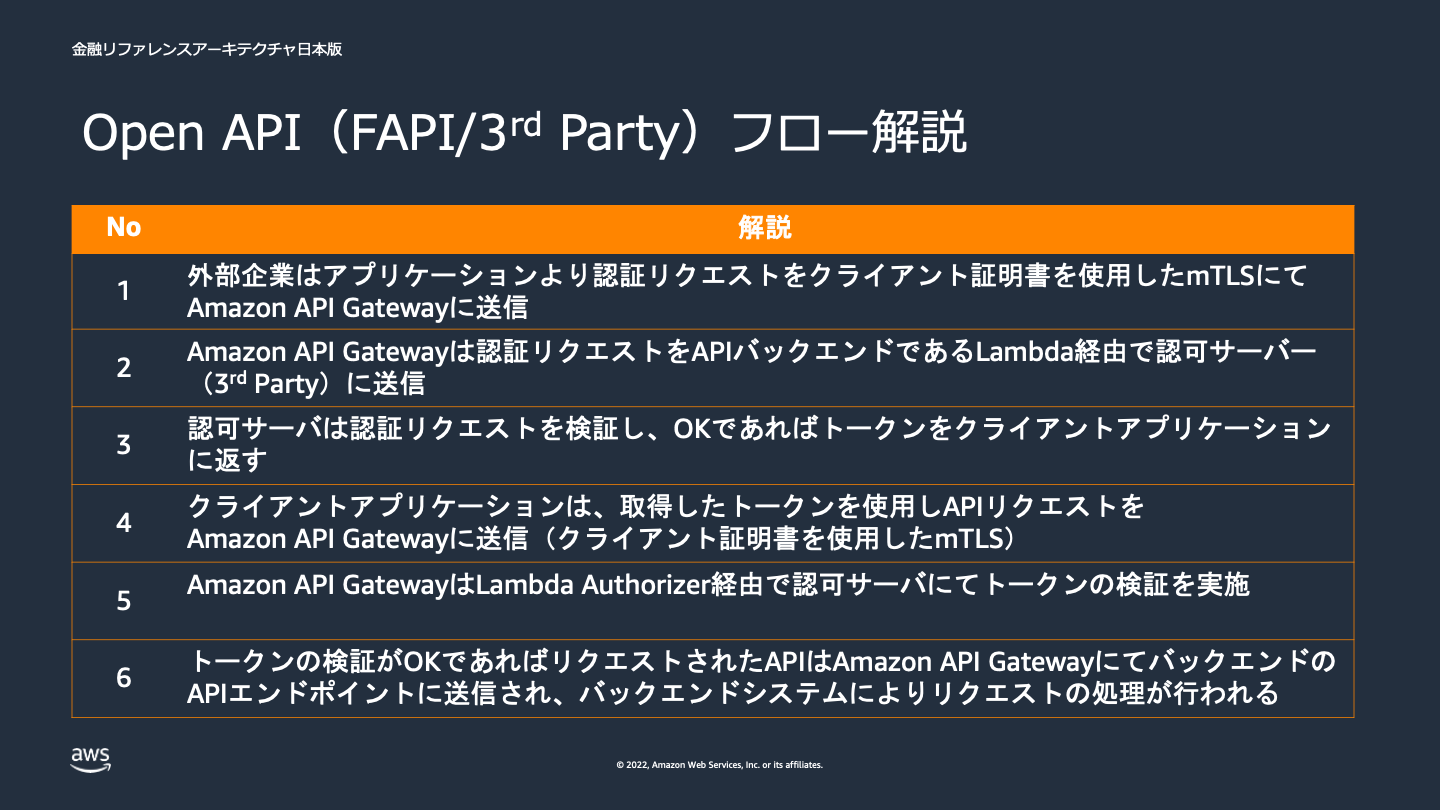 金融リファレンスアーキテクチャ日本版
Open API（FAPI/3rd Party）フロー解説
No 解説
1 外部企業はアプリケーションより認証リクエストをクライアント証明書を使用したmTLSにて
Amazon API Gatewayに送信
2 Amazon API Gatewayは認証リクエストをAPIバックエンドであるLambda経由で認可サーバー
（3rd Party）に送信
3 認可サーバは認証リクエストを検証し、OKであればトークンをクライアントアプリケーション
に返す
4 クライアントアプリケーションは、取得したトークンを使用しAPIリクエストを
Amazon API Gatewayに送信（クライアント証明書を使用したmTLS）
5 Amazon API GatewayはLambda Authorizer経由で認可サーバにてトークンの検証を実施
6 トークンの検証がOKであればリクエストされたAPIはAmazon API Gatewayにてバックエンドの
APIエンドポイントに送信され、バックエンドシステムによりリクエストの処理が行われる
aws
© 2022, Amazon Web Services, Inc. or its affiliates.